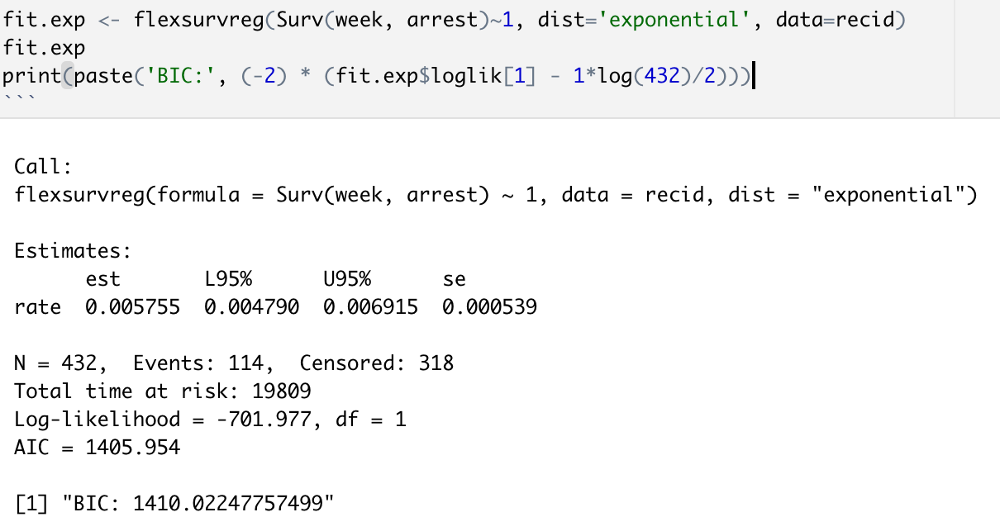 fit.exp <- flexsurvreg(Surv(week, arrest)~1, dist='exponential', data=recid)
fit.exp
print(paste('BIC:', (-2) * (fit.exp$loglik[1] - 1*log(432)/2)))
```
Call:
flexsurvreg(formula = Surv(week, arrest) ~ 1, data = recid, dist = "exponential")
Estimates:
      est       L95%      U95%      se
rate  0.005755  0.004790  0.006915  0.000539
N = 432,  Events: 114,  Censored: 318
Total time at risk: 19809
Log-likelihood = -701.977, df = 1
AIC = 1405.954
[1] "BIC: 1410.02247757499"